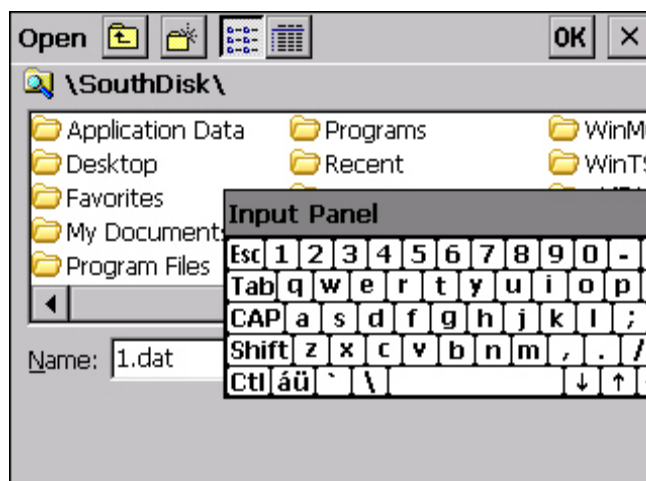 Open OK ×
\SouthDisk\
Application Data Programs
Desktop Recent
Favorites
My Documents
Program Files
Input Panel
Esc 1 2 3 4 5 6 7 8 9 0 -
Tab q w e r t y u i o p
CAP a s d f g h j k l ;
Shift z x c v b n m , . /
Ctl áü ` \ ↓ ↑
Name: 1.dat